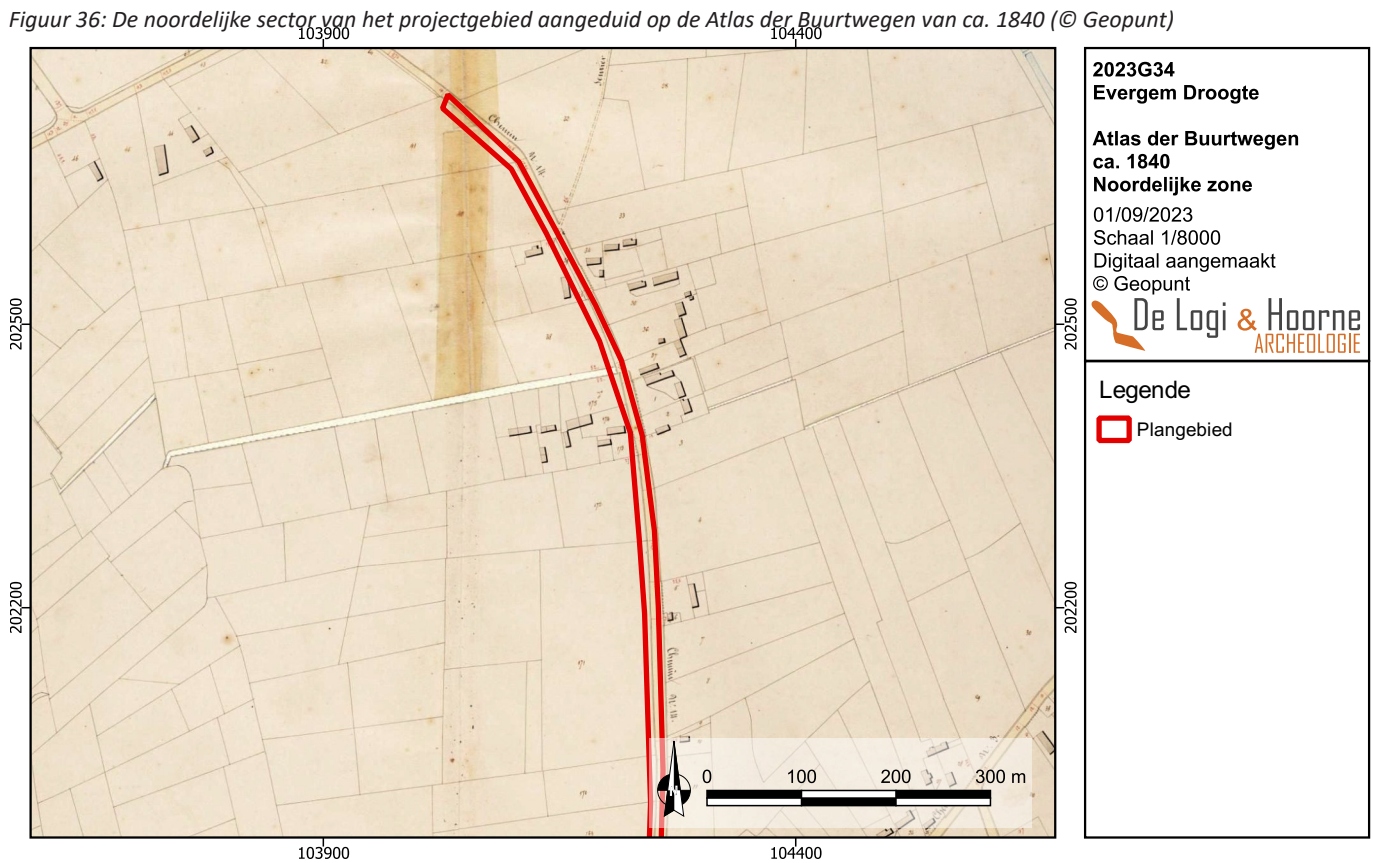 Figuur 36: De noordelijke sector van het projectgebied aangeduid op de Atlas der Buurtwegen van ca. 1840 (© Geopunt)
103900
104400
202500
202200
Chemin
Chemin
0
100
200
300 m
202500
202200
103900
104400
2023G34
Evergem Droogte
Atlas der Buurtwegen
ca. 1840
Noordelijke zone
01/09/2023
Schaal 1/8000
Digitaal aangemaakt
© Geopunt
De Logi & Hoorne
ARCHEOLOGIE
Legende
Plangebied